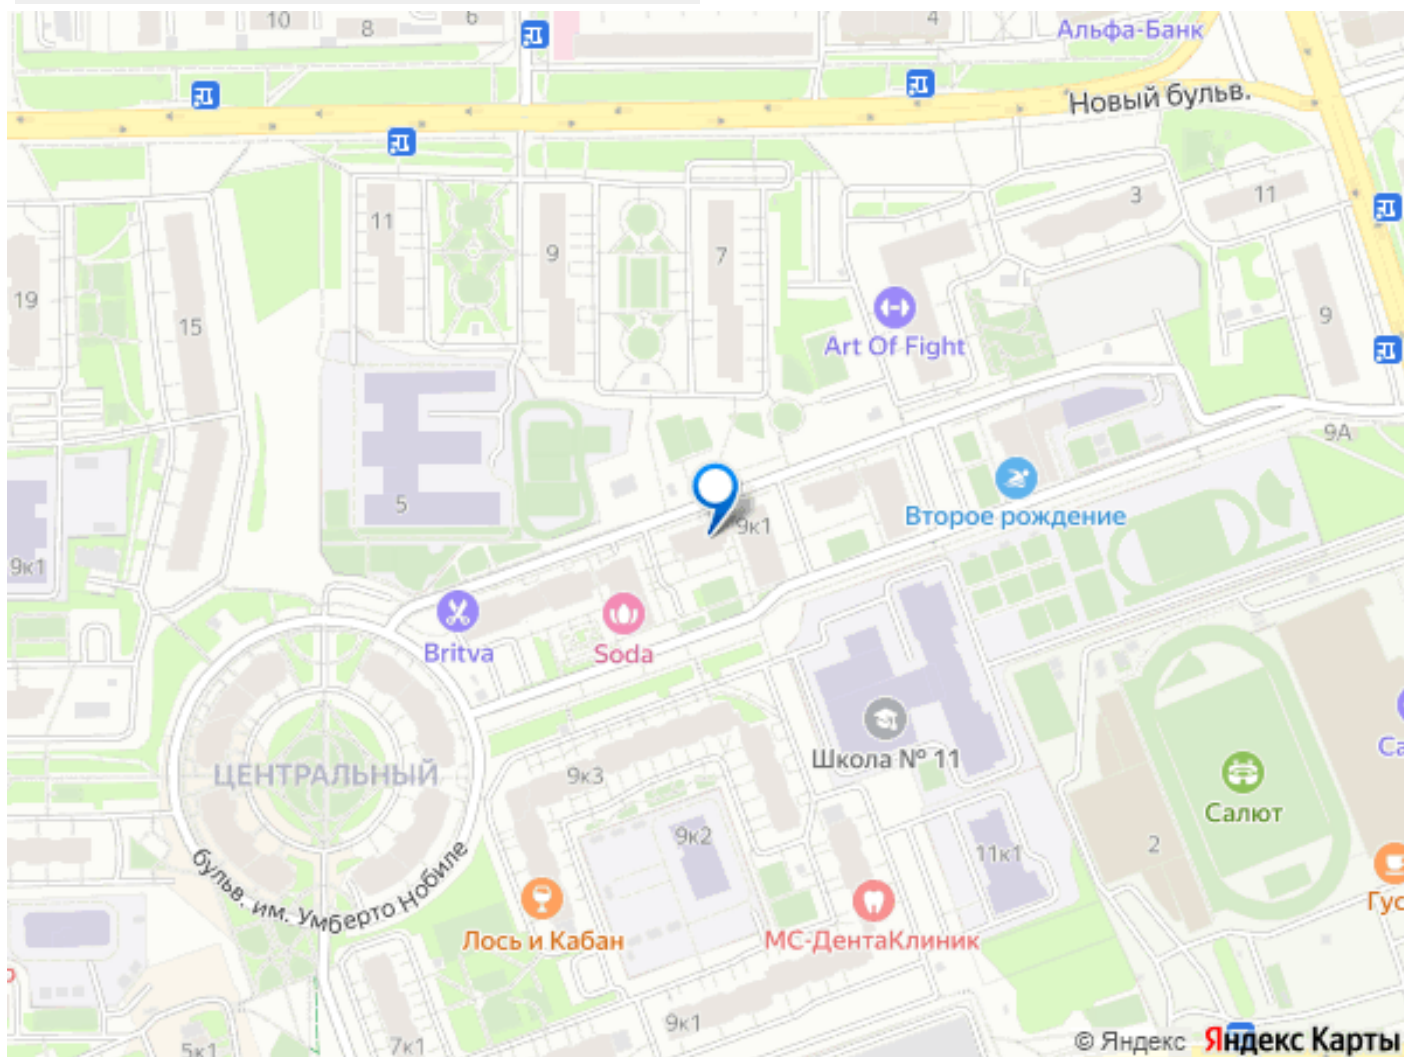 10
8
6
4
Альфа-Банк
Новый бульв.
11
9
7
3
11
19
15
9
Art Of Fight
9А
5
Второе рождение
9к1
9к1
Britva
Soda
Школа № 11
ЦЕНТРАЛЬНЫЙ
9к3
Са
Салют
9к2
11к1
2
бульв. им. Умберто Нобиле
Лось и Кабан
МС-ДентаКлиник
Гус
9к1
7к1
5к1
© Яндекс Яндекс Карты